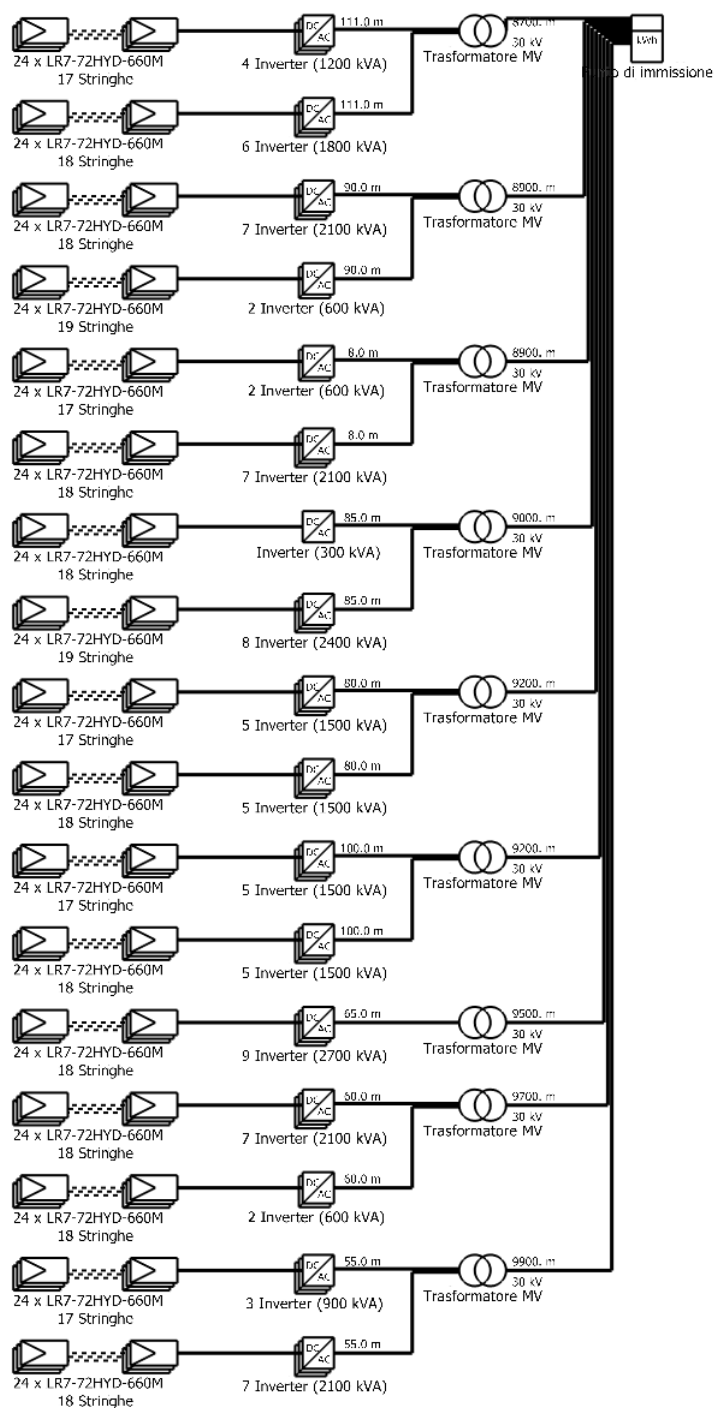 111.0 m
8700. m
24 x LR7-72HYD-660M
4 Inverter (1200 kVA)
Trasformatore MV
30 kV
kWh
di immissione
17 Stringhe
111.0 m
24 x LR7-72HYD-660M
6 Inverter (1800 kVA)
18 Stringhe
90.0 m
8900. m
24 x LR7-72HYD-660M
7 Inverter (2100 kVA)
Trasformatore MV
30 kV
18 Stringhe
90.0 m
24 x LR7-72HYD-660M
2 Inverter (600 kVA)
19 Stringhe
8.0 m
8900. m
24 x LR7-72HYD-660M
2 Inverter (600 kVA)
Trasformatore MV
30 kV
17 Stringhe
8.0 m
24 x LR7-72HYD-660M
7 Inverter (2100 kVA)
18 Stringhe
85.0 m
9000. m
24 x LR7-72HYD-660M
Inverter (300 kVA)
Trasformatore MV
30 kV
18 Stringhe
85.0 m
24 x LR7-72HYD-660M
8 Inverter (2400 kVA)
19 Stringhe
80.0 m
9200. m
24 x LR7-72HYD-660M
5 Inverter (1500 kVA)
Trasformatore MV
30 kV
17 Stringhe
80.0 m
24 x LR7-72HYD-660M
5 Inverter (1500 kVA)
18 Stringhe
100.0 m
9200. m
24 x LR7-72HYD-660M
5 Inverter (1500 kVA)
Trasformatore MV
30 kV
17 Stringhe
100.0 m
24 x LR7-72HYD-660M
5 Inverter (1500 kVA)
18 Stringhe
65.0 m
9500. m
24 x LR7-72HYD-660M
9 Inverter (2700 kVA)
Trasformatore MV
30 kV
18 Stringhe
9700. m
24 x LR7-72HYD-660M
7 Inverter (2100 kVA)
Trasformatore MV
30 kV
18 Stringhe
24 x LR7-72HYD-660M
2 Inverter (600 kVA)
18 Stringhe
55.0 m
9900. m
24 x LR7-72HYD-660M
3 Inverter (900 kVA)
Trasformatore MV
30 kV
17 Stringhe
55.0 m
24 x LR7-72HYD-660M
7 Inverter (2100 kVA)
18 Stringhe